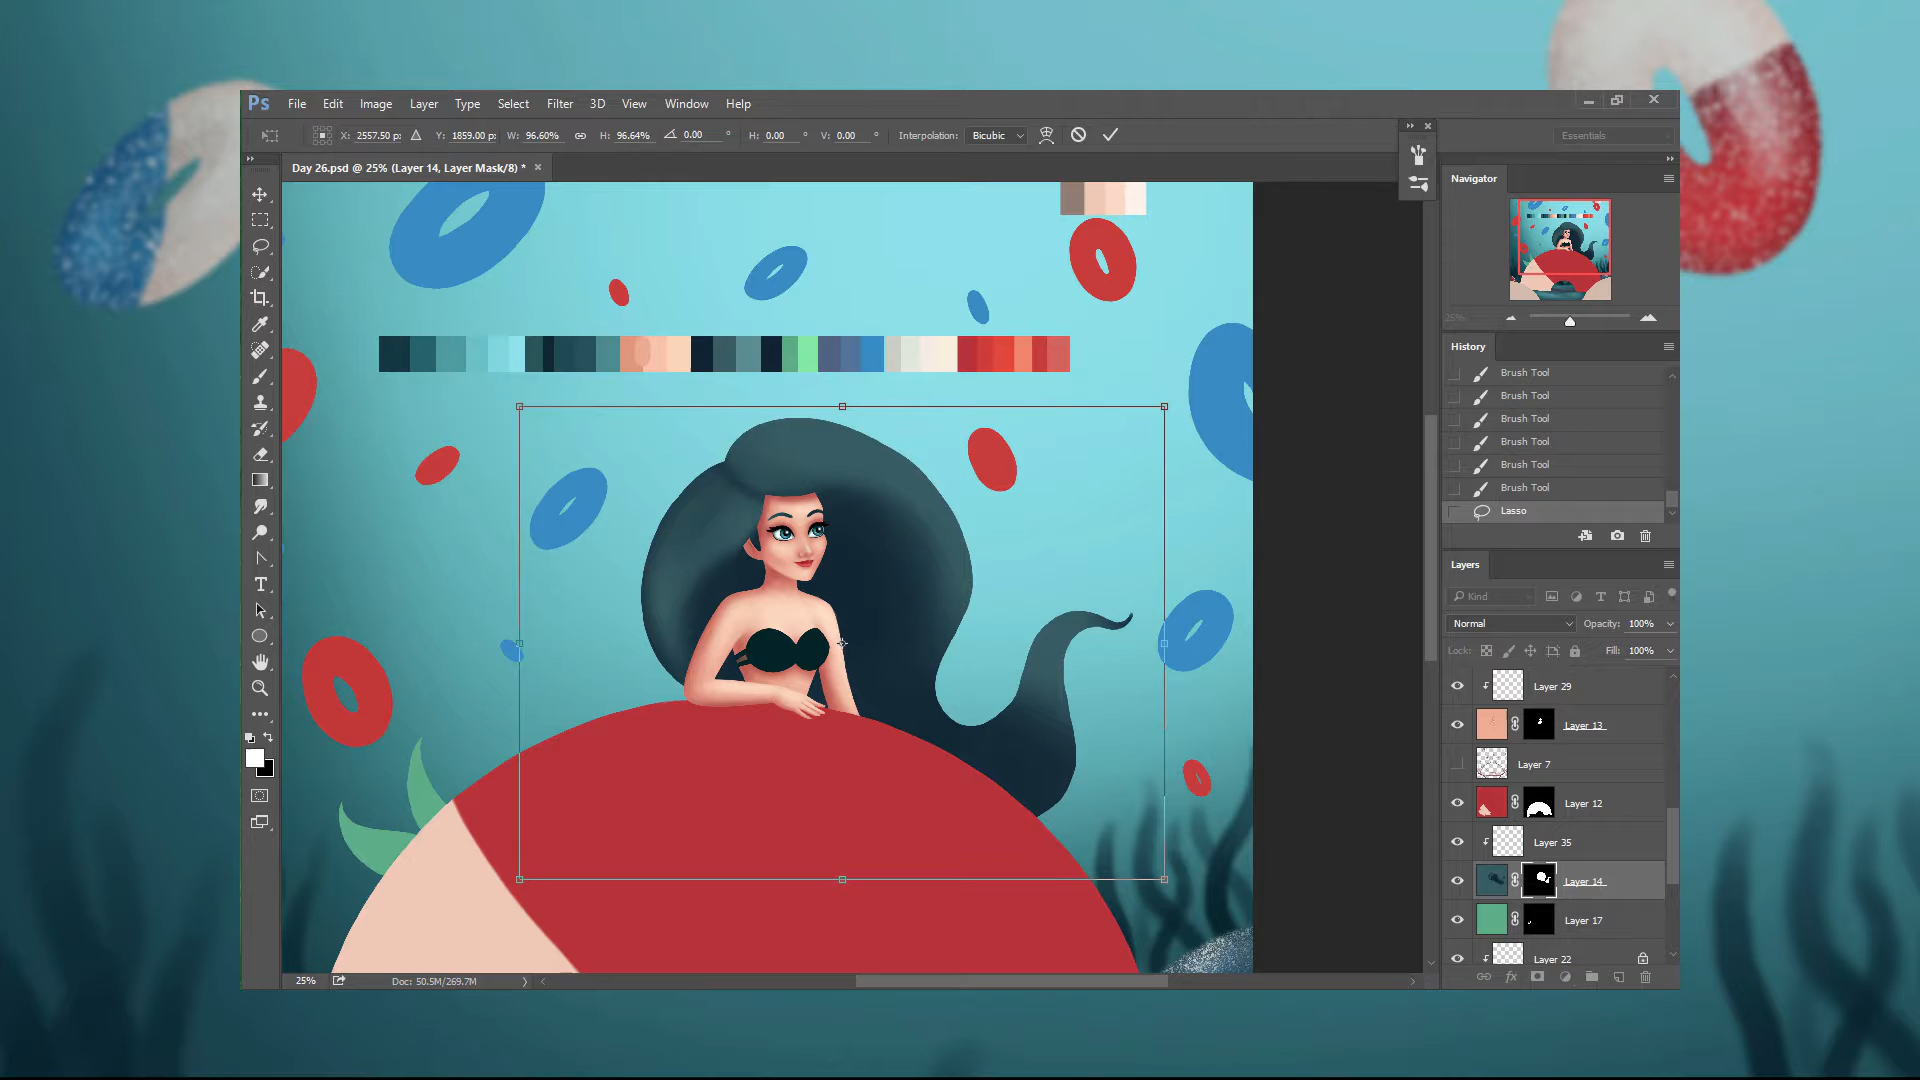 Ps File Edit Image Layer Type Select Filter 3D View Window Help
X: 2557.50 p: Y: 1859.00 p: W: 96.60% H: 96.64% 0.00 ° H: 0.00 ° V: 0.00 ° Interpolation: Bicubic Essentials
Day 26.psd @ 25% (Layer 14, Layer Mask/8) * ×
Navigator
25%
History
Brush Tool
Brush Tool
Brush Tool
Brush Tool
Brush Tool
Brush Tool
Lasso
Layers
Kind
Normal Opacity: 100%
Lock: Fill: 100%
Layer 29
Layer 13
Layer 7
Layer 12
Layer 35
Layer 14
Layer 17
Layer 22
fx
25% Doc: 50.5M/269.7M